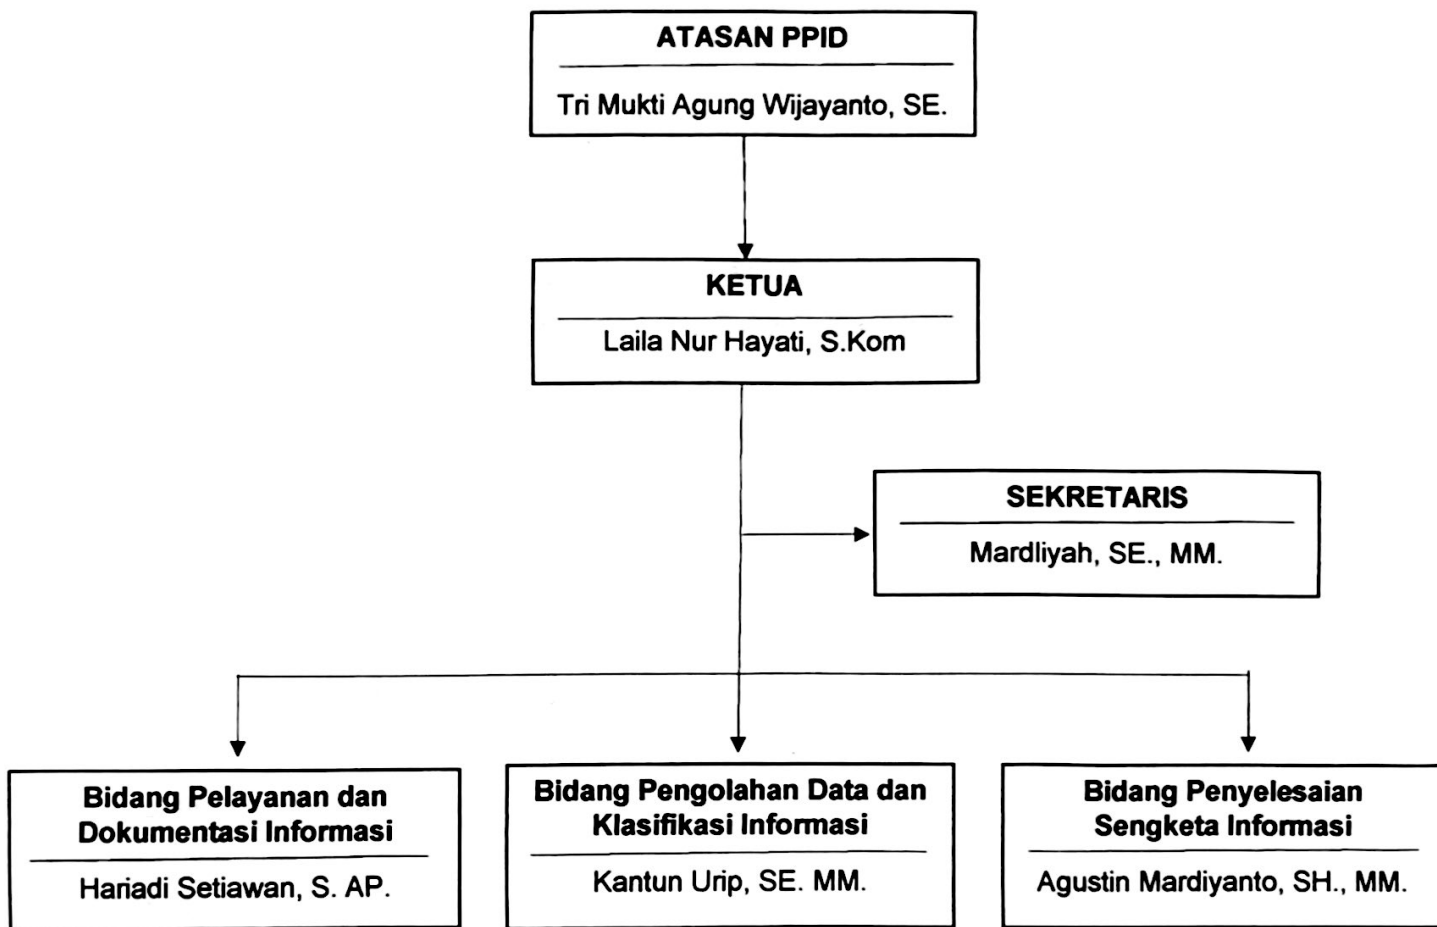 ATASAN PPID
Tri Mukti Agung Wijayanto, SE.
KETUA
Laila Nur Hayati, S.Kom
SEKRETARIS
Mardliyah, SE., MM.
Bidang Pelayanan dan
Dokumentasi Informasi
Hariadi Setiawan, S. AP.
Bidang Pengolahan Data dan
Klasifikasi Informasi
Kantun Urip, SE. MM.
Bidang Penyelesaian
Sengketa Informasi
Agustin Mardiyanto, SH., MM.